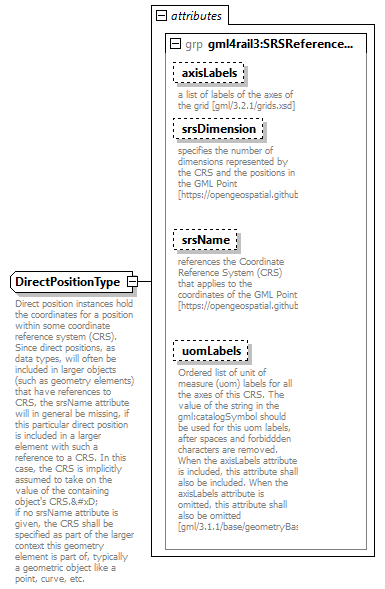 attributes
grp gml4rail3:SRSReference...
axisLabels
a list of labels of the axes of
the grid [gml/3.2.1/grids.xsd]
srsDimension
specifies the number of
dimensions represented by
the CRS and the positions in
the GML Point
[https://opengeospatial.github
srsName
references the Coordinate
Reference System (CRS)
that applies to the
coordinates of the GML Point
[https://opengeospatial.github
uomLabels
Ordered list of unit of
measure (uom) labels for all
the axes of this CRS. The
value of the string in the
gml:catalogSymbol should
be used for this uom labels,
after spaces and forbiddden
characters are removed.
When the axisLabels attribute
is included, this attribute shall
also be included. When the
axisLabels attribute is
omitted, this attribute shall
also be omitted
[gml/3.1.1/base/geometryBas
DirectPositionType
Direct position instances hold
the coordinates for a position
within some coordinate
reference system (CRS).
Since direct positions, as
data types, will often be
included in larger objects
(such as geometry elements)
that have references to
CRS, the srsName attribute
will in general be missing, if
this particular direct position
is included in a larger
element with such a
reference to a CRS. In this
case, the CRS is implicitly
assumed to take on the
value of the containing
object's CRS.&#xD;
if no srsName attribute is
given, the CRS shall be
specified as part of the larger
context this geometry
element is part of, typically
a geometric object like a
point, curve, etc.